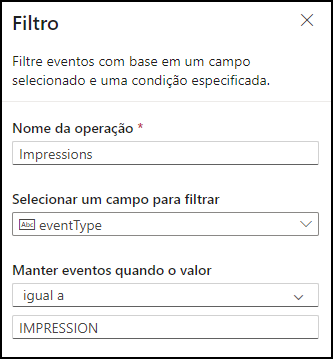 Filtro
Filtre eventos com base em um campo
selecionado e uma condição especificada.
Nome da operação *
Impressions
Selecionar um campo para filtrar
Abc eventType
Manter eventos quando o valor
igual a
IMPRESSION